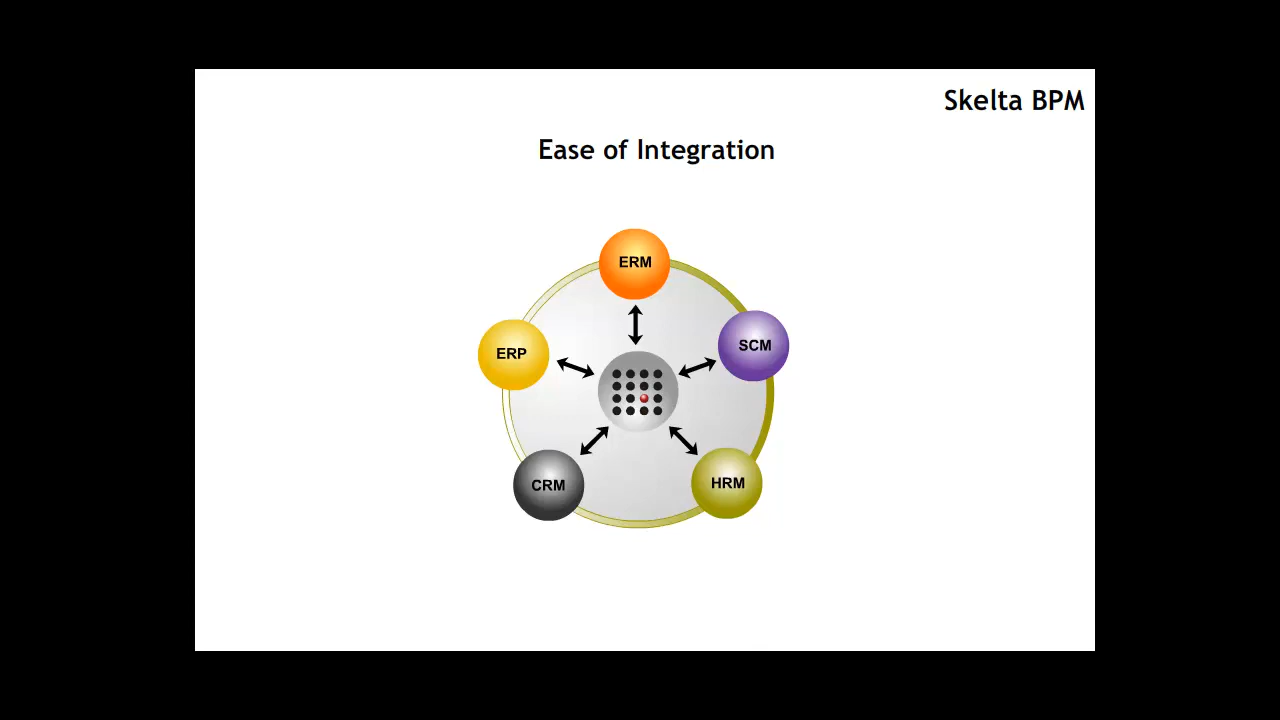 Skelta BPM
Ease of Integration
ERM
SCM
ERP
CRM
HRM